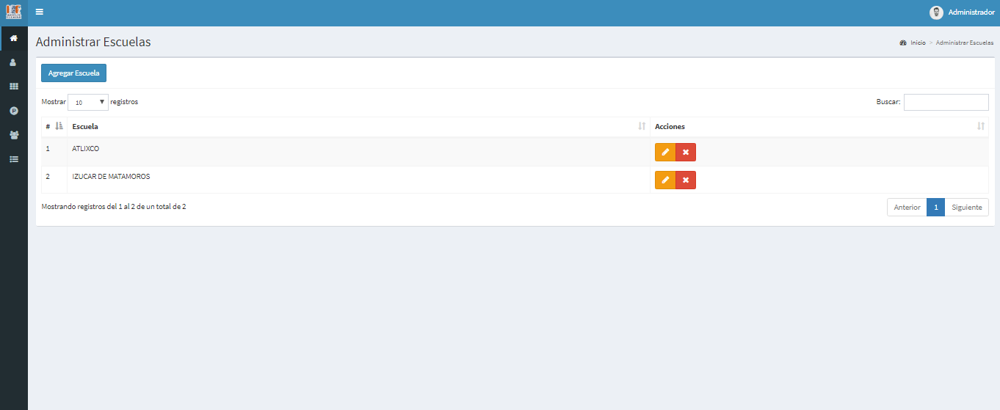 Administrador
Administrar Escuelas
Inicio > Administrar Escuelas
Agregar Escuela
Mostrar 10 registros
Buscar:
# Escuela Acciones
1 ATLIXCO
2 IZUCAR DE MATAMOROS
Mostrando registros del 1 al 2 de un total de 2
Anterior 1 Siguiente